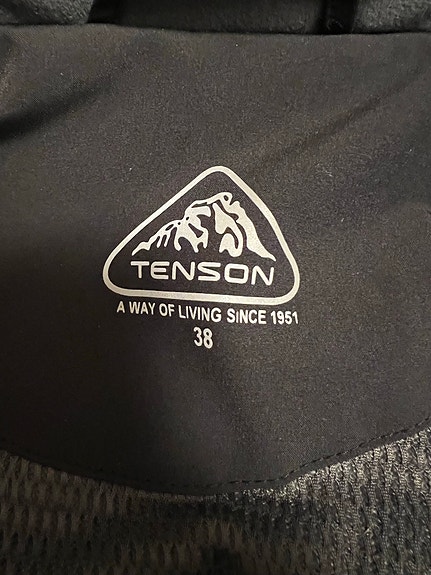 TENSON
A WAY OF LIVING SINCE 1951
38